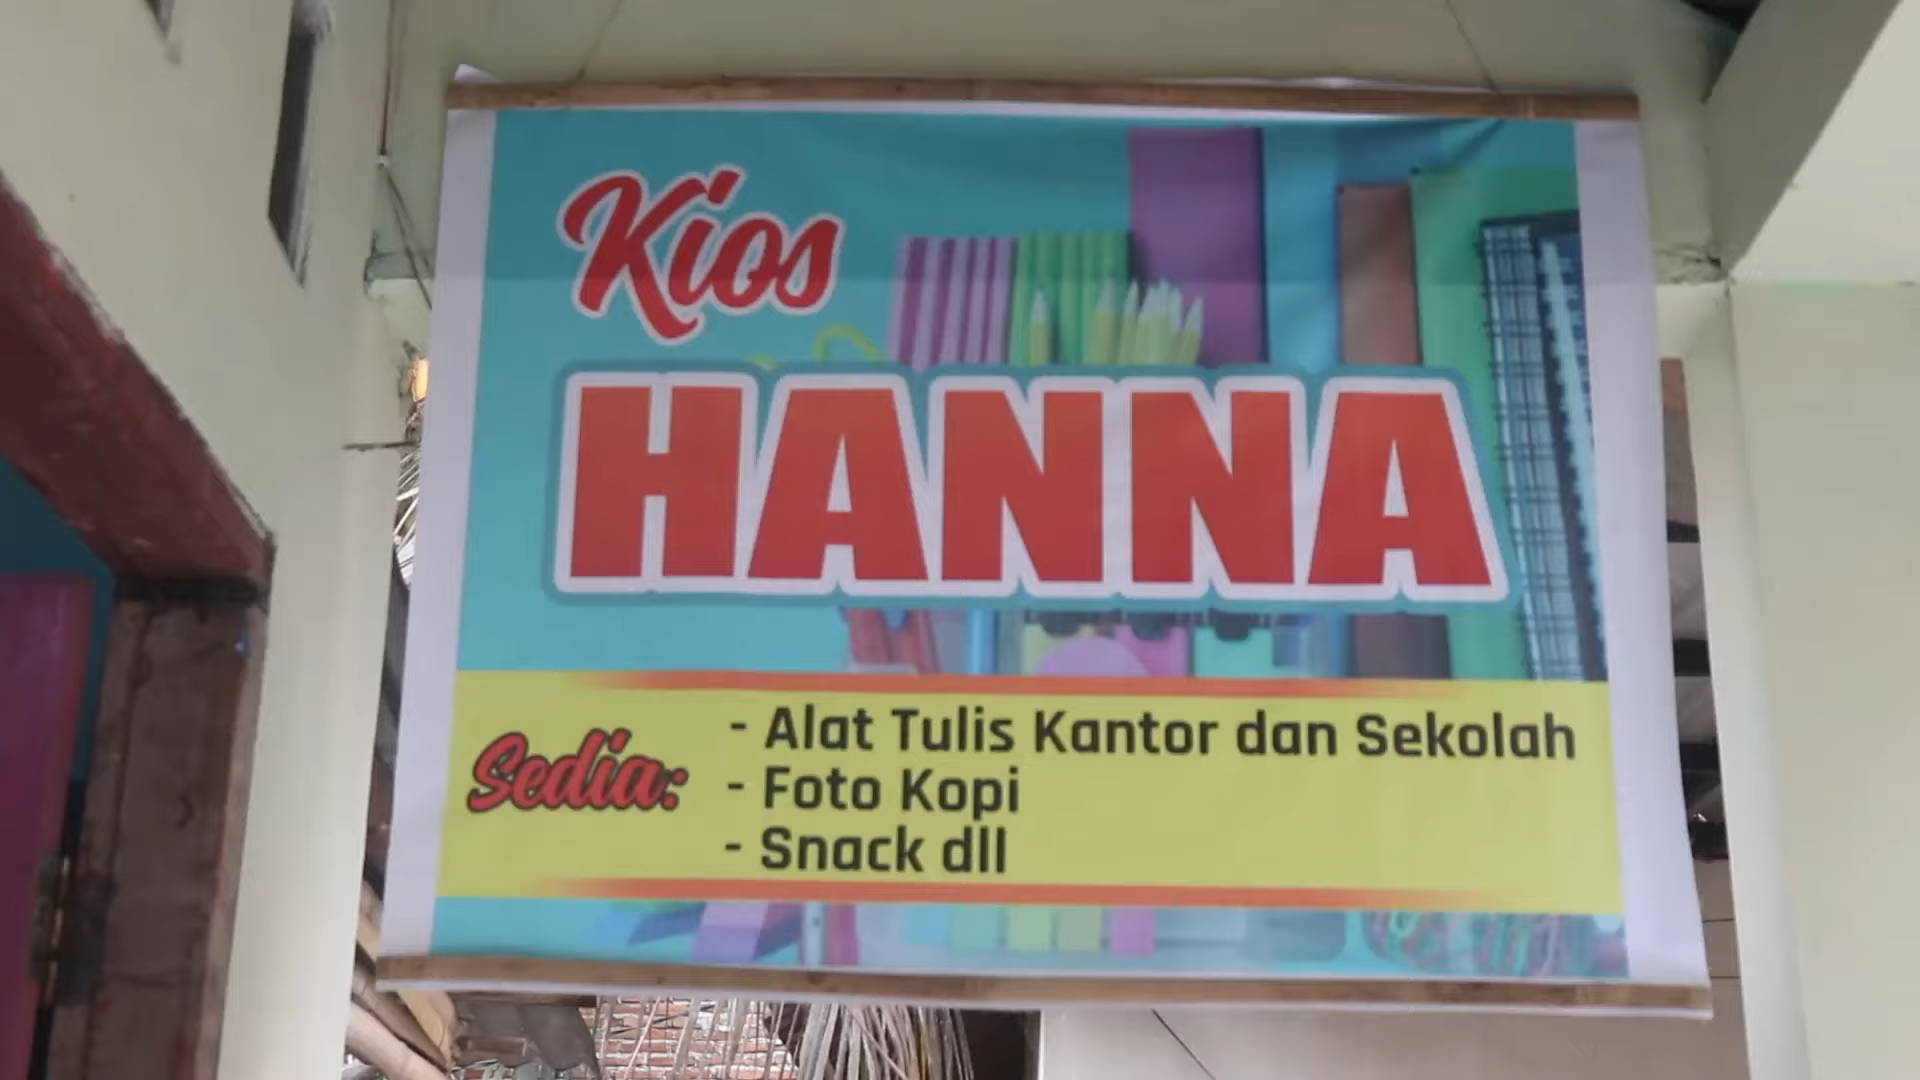 Kios
HANNA
Sedia:
- Alat Tulis Kantor dan Sekolah
- Foto Kopi
- Snack dll